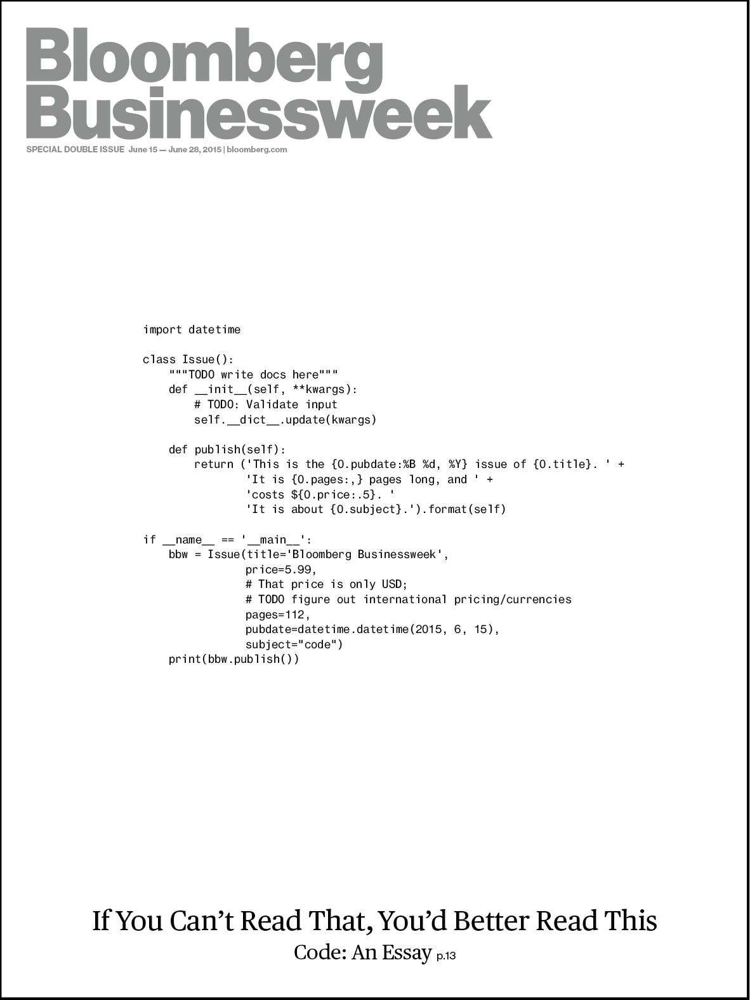 Bloomberg
Businessweek
SPECIAL DOUBLE ISSUE June 15 — June 28, 2015 | bloomberg.com
import datetime
class Issue():
    """TODO write docs here"""
    def __init__(self, **kwargs):
        # TODO: Validate input
        self.__dict__.update(kwargs)
    def publish(self):
        return ('This is the {0.pubdate:%B %d, %Y} issue of {0.title}. ' +
                'It is {0.pages:,} pages long, and ' +
                'costs ${0.price:.5}. '
                'It is about {0.subject}.').format(self)
if __name__ == '__main__':
    bbw = Issue(title='Bloomberg Businessweek',
                price=5.99,
                # That price is only USD;
                # TODO figure out international pricing/currencies
                pages=112,
                pubdate=datetime.datetime(2015, 6, 15),
                subject="code")
    print(bbw.publish())
If You Can’t Read That, You’d Better Read This
Code: An Essay p.13